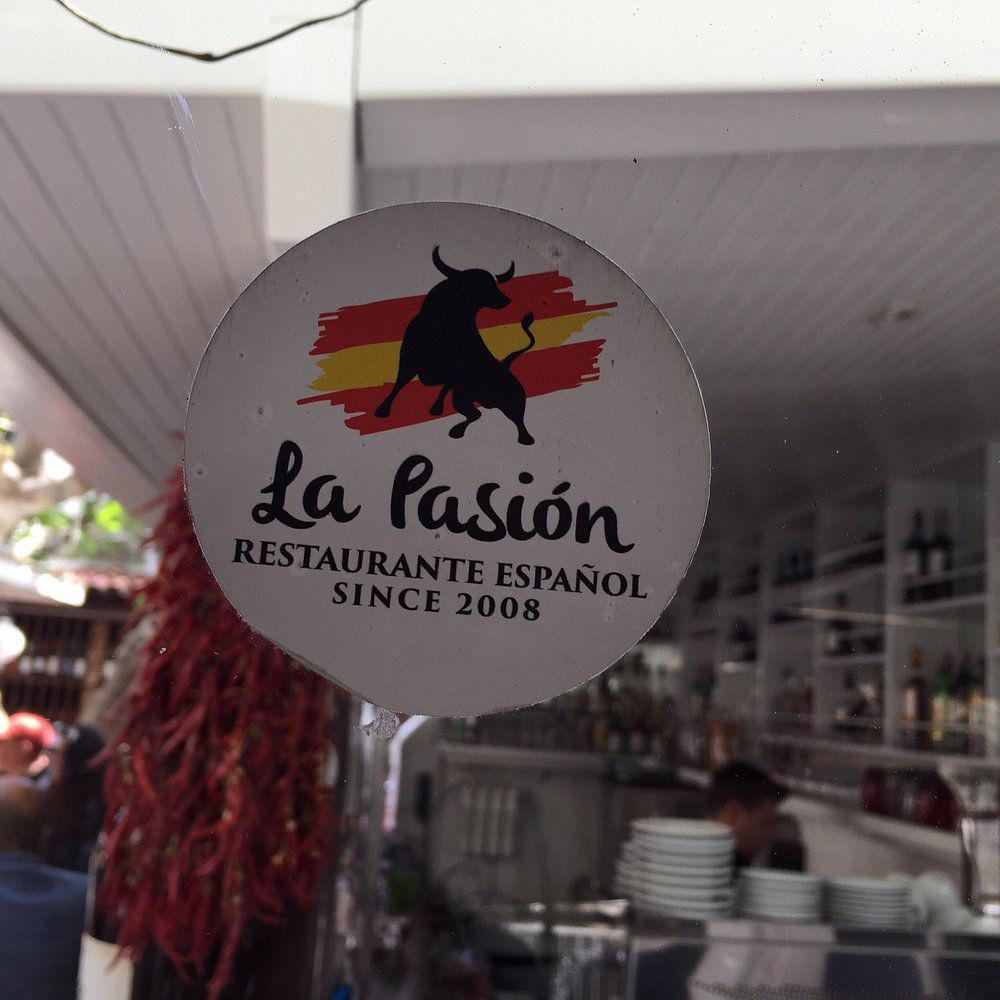 La Pasión
RESTAURANTE ESPAÑOL
SINCE 2008